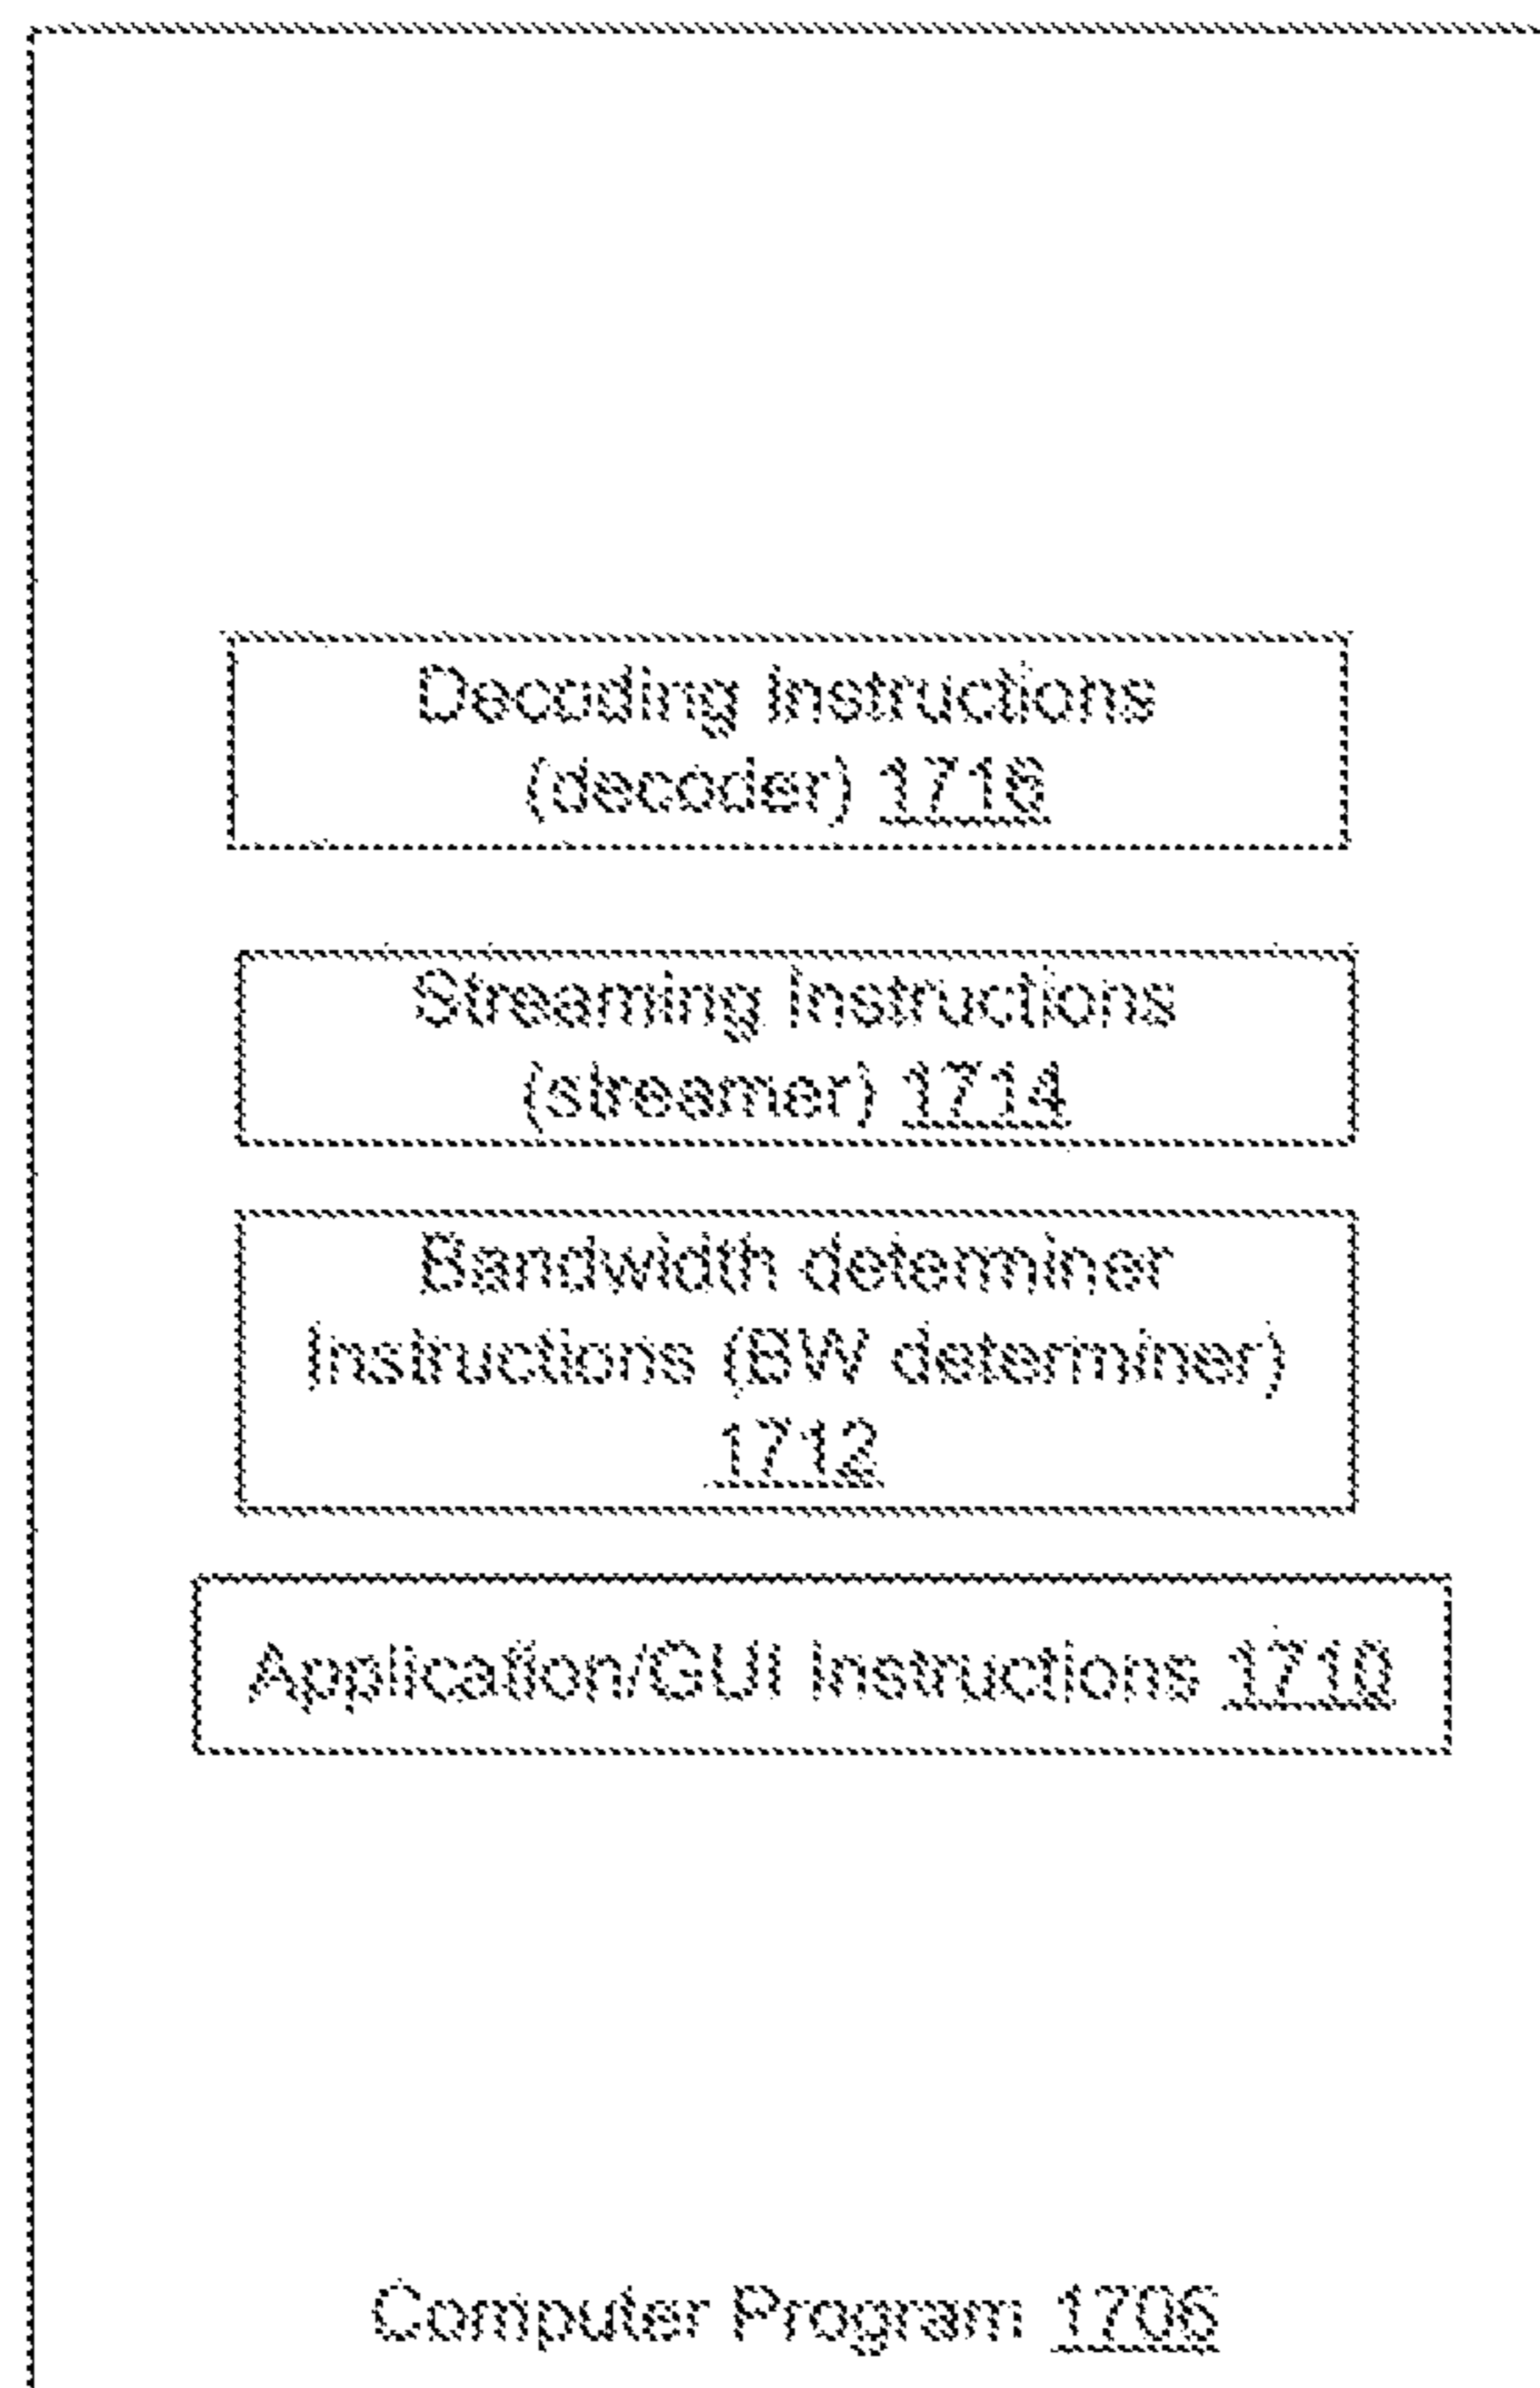 Decoding Instructions
(decoder) 1716
Streaming Instructions
(streamer) 1714
Bandwidth determiner
Instructions (BW determiner)
1712
Application/GUI Instructions 1710
Computer Program 1706